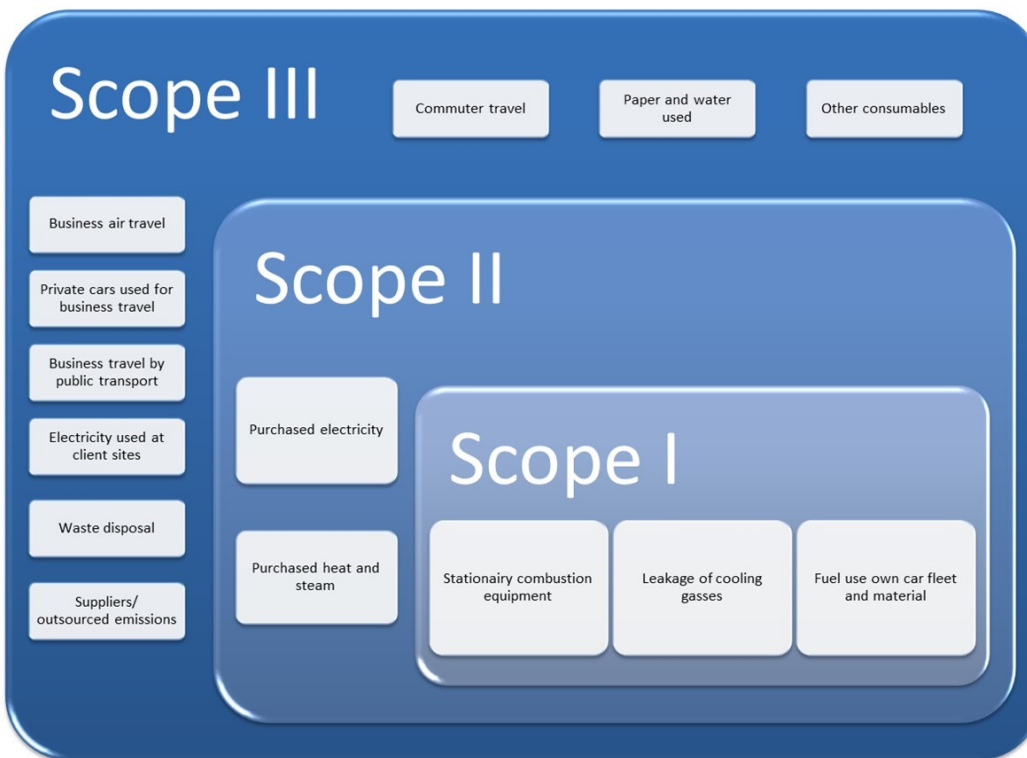 Scope III
Commuter travel
Paper and water
used
Other consumables
Business air travel
Private cars used for
business travel
Business travel by
public transport
Electricity used at
client sites
Waste disposal
Suppliers/
outsourced emissions
Scope II
Purchased electricity
Purchased heat and
steam
Scope I
Stationairy combustion
equipment
Leakage of cooling
gasses
Fuel use own car fleet
and material